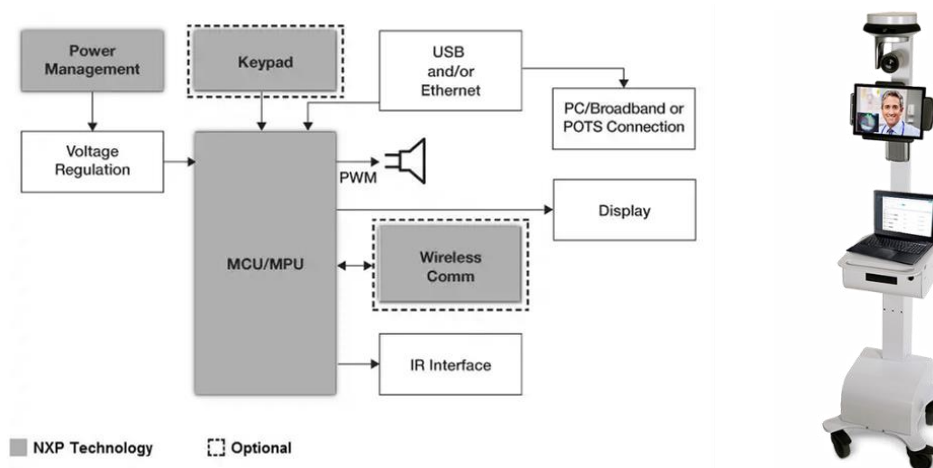 Power
Management
Keypad
USB
and/or
Ethernet
PC/Broadband or
POTS Connection
Voltage
Regulation
PWM
Display
MCU/MPU
Wireless
Comm
IR Interface
NXP Technology
Optional